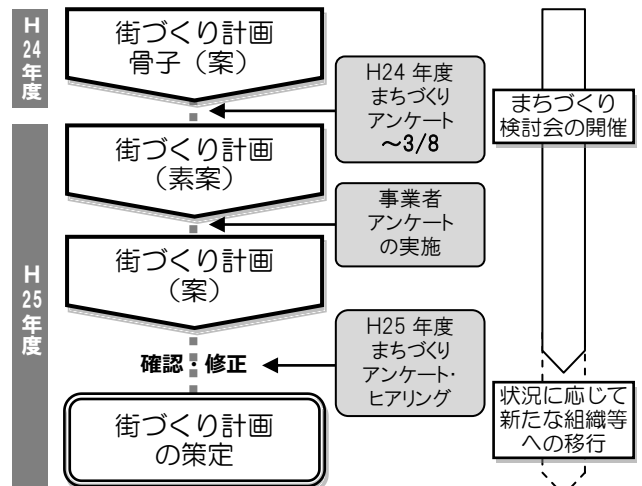 H
24
年
度
街づくり計画
骨子（案）
H24 年度
まちづくり
アンケート
～3/8
まちづくり
検討会の開催
H
25
年
度
街づくり計画
（素案）
事業者
アンケート
の実施
街づくり計画
（案）
確認・修正
H25 年度
まちづくり
アンケート・
ヒアリング
街づくり計画
の策定
状況に応じて
新たな組織等
への移行